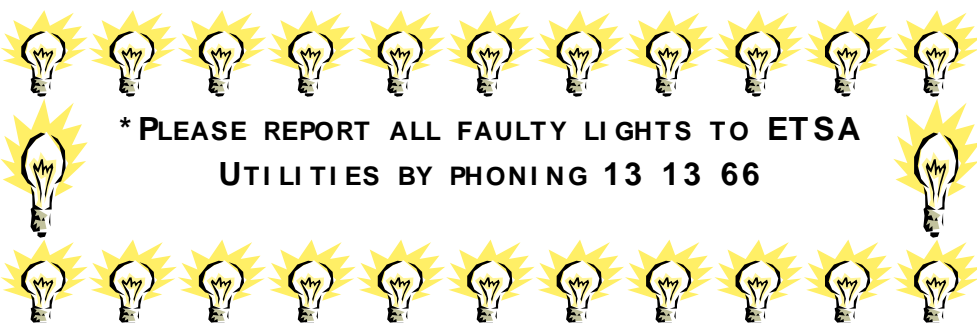 *PLEASE REPORT ALL FAULTY LIGHTS TO ETSA
UTILITIES BY PHONING 13 13 66